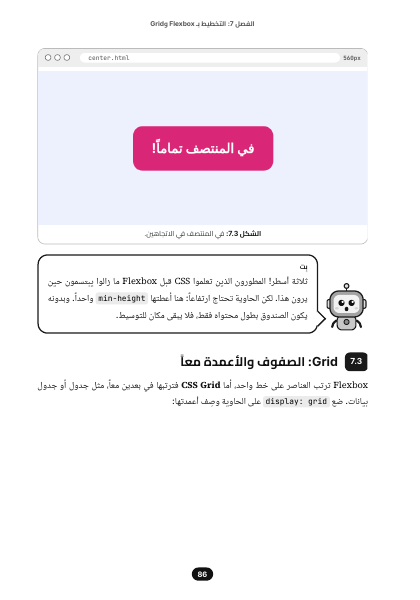 الفصل 7: التخطيط بـ Flexbox وGrid
center.html
560px
في المنتصف تماماً!
الشكل 7.3: في المنتصف في الاتجاهين.
بِت
ثلاثة أسطر! المطورون الذين تعلموا CSS قبل Flexbox ما زالوا يبتسمون حين
يرون هذا. لكن الحاوية تحتاج ارتفاعاً: هنا أعطتها min-height واحداً. وبدونه
يكون الصندوق بطول محتواه فقط، فلا يبقى مكان للتوسيط.
7.3 Grid: الصفوف والأعمدة معاً
Flexbox ترتب العناصر على خط واحد، أما CSS Grid فترتبها في بعدين معاً، مثل جدول أو جدول
بيانات. ضع display: grid على الحاوية وصِف أعمدتها:
86